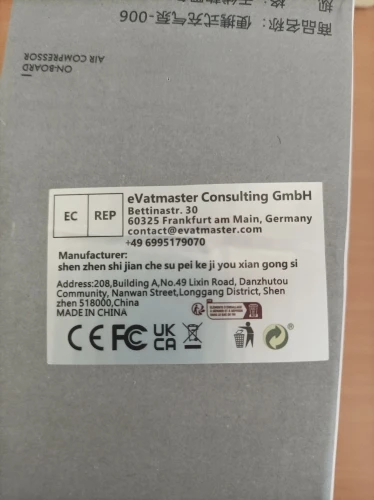 商品名称:便携式充气泵-006
ON-BOARD
AIR COMPRESSOR
EC REP
eVatmaster Consulting GmbH
Bettinastr. 30
60325 Frankfurt am Main, Germany
contact@evatmaster.com
+49 6995179070
Manufacturer:
shen zhen shi jian che su pei ke ji you xian gong si
Address:208,Building A,No.49 Lixin Road, Danzhutou
Community, Nanwan Street,Longgang District, Shen
zhen 518000,China
MADE IN CHINA
CE FC UK
CA